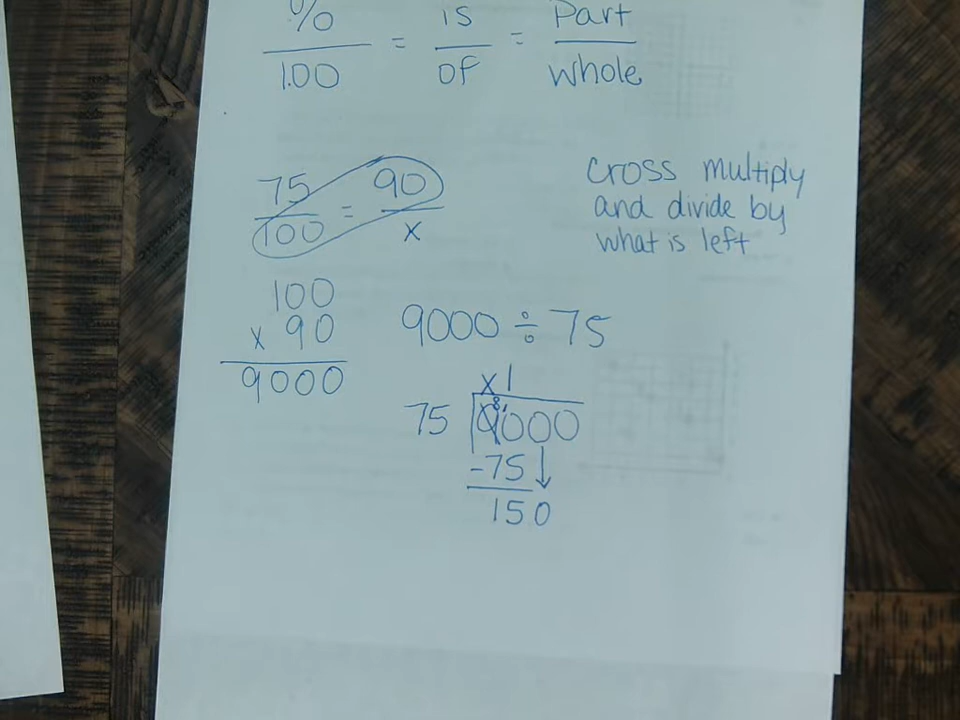 % is Part
100 = of = whole
75 = 90
100 x
cross multiply
and divide by
what is left
100
x 90
9000
9000 ÷ 75
x1
75 9000
-75
150